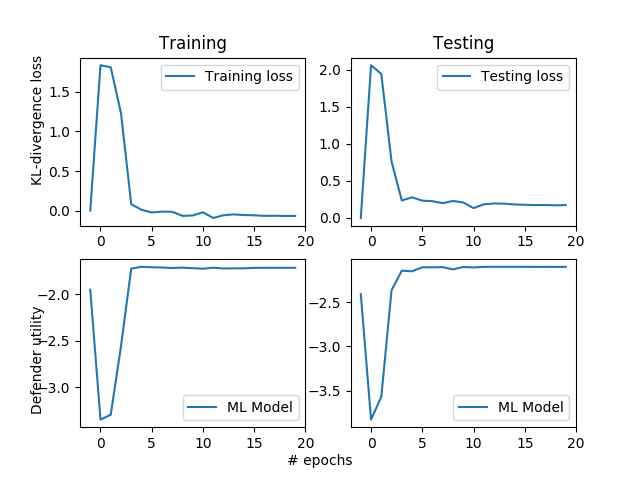 Training
Testing
KL-divergence loss
Training loss
Testing loss
1.5
1.0
0.5
0.0
2.0
1.5
1.0
0.5
0.0
0 5 10 15 20
0 5 10 15 20
Defender utility
−2.0
−2.5
−3.0
ML Model
−2.5
−3.0
−3.5
ML Model
0 5 10 15 20
0 5 10 15 20
# epochs